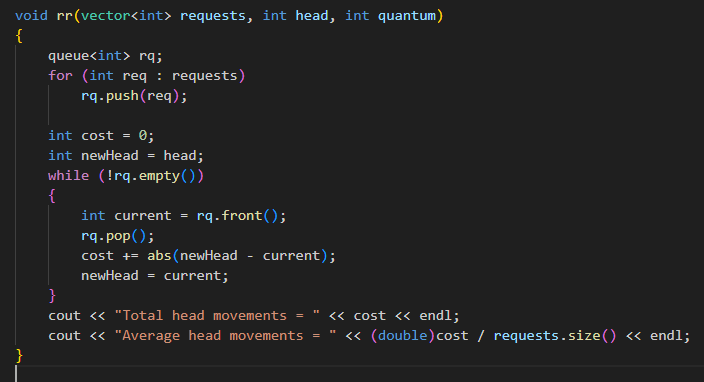 void rr(vector<int> requests, int head, int quantum)
{
    queue<int> rq;
    for (int req : requests)
        rq.push(req);

    int cost = 0;
    int newHead = head;
    while (!rq.empty())
    {
        int current = rq.front();
        rq.pop();
        cost += abs(newHead - current);
        newHead = current;
    }
    cout << "Total head movements = " << cost << endl;
    cout << "Average head movements = " << (double)cost / requests.size() << endl;
}